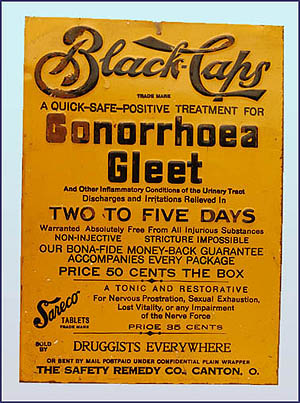 Black-Caps
TRADE MARK
A QUICK-SAFE-POSITIVE TREATMENT FOR
Gonorrhoea
Gleet
And Other Inflammatory Conditions of the Urinery Tract
Discharges and Irritations Relieved In
TWO TO FIVE DAYS
Warranted Absolutely Free From All Injurious Substances
NON-INJECTIVE STRICTURE IMPOSSIBLE
OUR BONA-FIDE MONEY-BACK GUARANTEE
ACCOMPANIES EVERY PACKAGE
PRICE 50 CENTS THE BOX
Sareco
TABLETS
TRADE MARK
A TONIC AND RESTORATIVE
For Nervous Prostration, Sexual Exhaustion,
Lost Vitality, or any Impairment
of the Nerve Force
PRICE 35 CENTS
SOLD BY DRUGGISTS EVERYWHERE
OR SENT BY MAIL POSTPAID UNDER CONFIDENTIAL PLAIN WRAPPER
THE SAFETY REMEDY CO., CANTON, O.